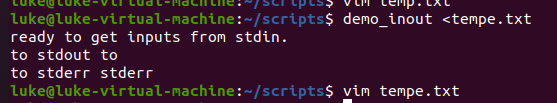 luke@luke-virtual-machine:~/scripts$ vim temp.txt
luke@luke-virtual-machine:~/scripts$ demo_inout <tempe.txt
ready to get inputs from stdin.
to stdout to
to stderr stderr
luke@luke-virtual-machine:~/scripts$ vim tempe.txt